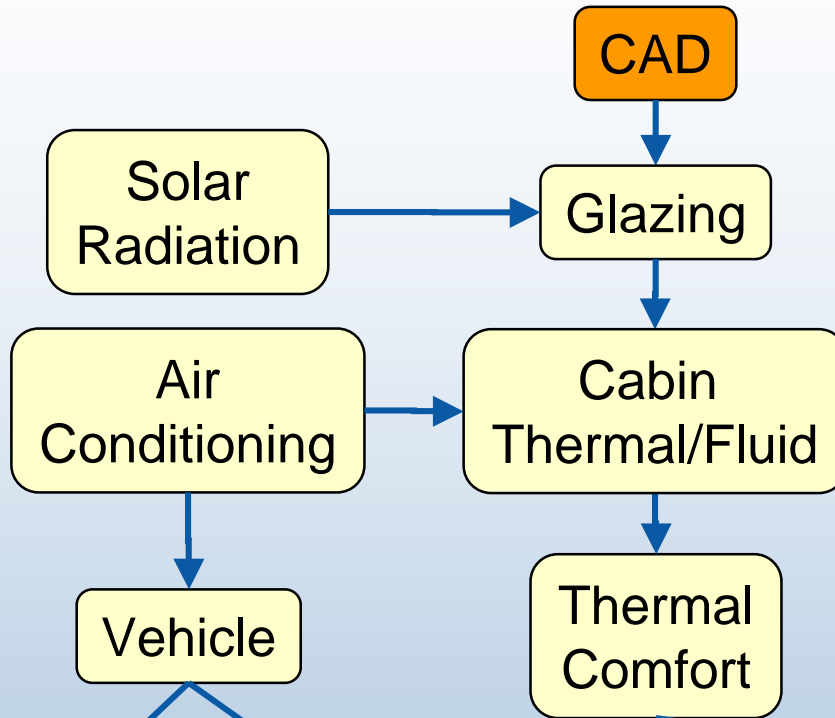 CAD
Solar
Radiation
Glazing
Air
Conditioning
Cabin
Thermal/Fluid
Vehicle
Thermal
Comfort